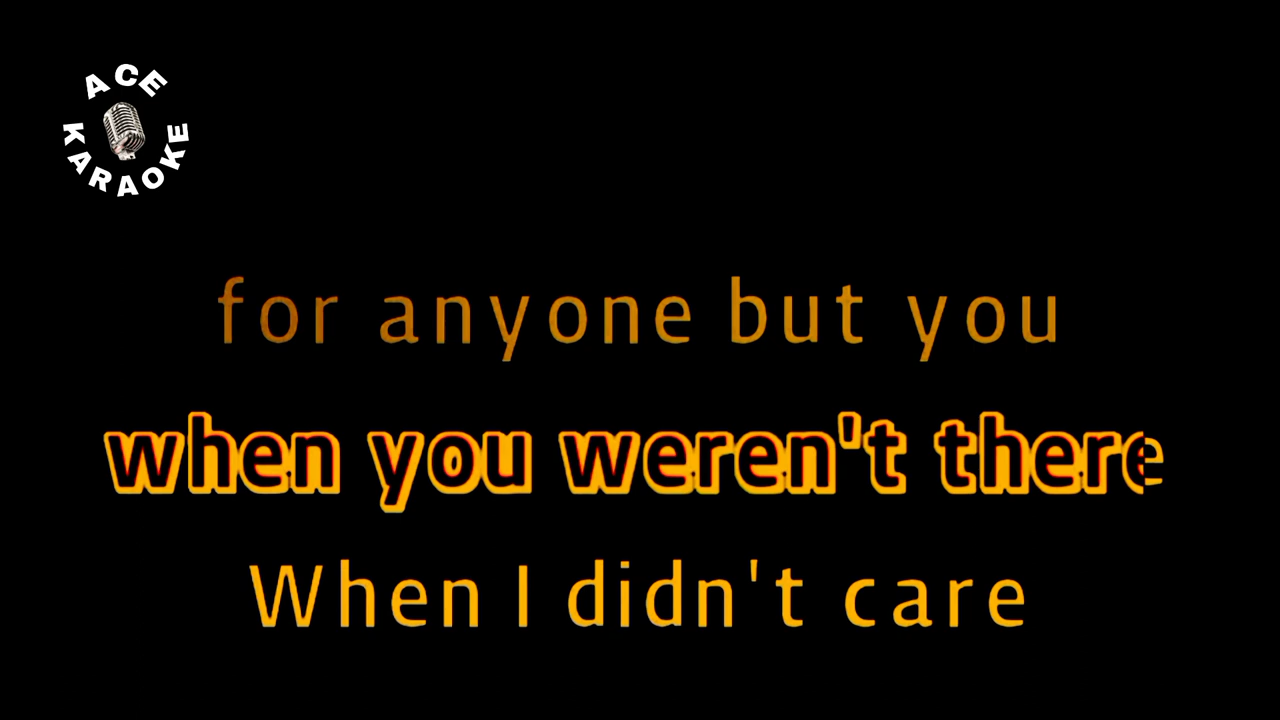 ACE
KARAOKE
for anyone but you
when you weren't there
When I didn't care